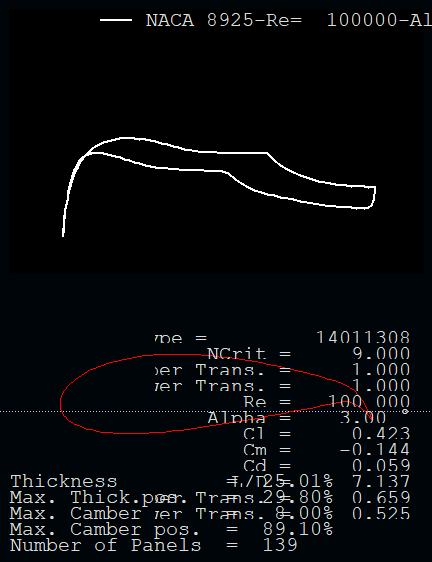 NACA 8925-Re=  100000-Al
ype =  14011308
NCrit =  9.000
per Trans. =  1.000
wer Trans. =  1.000
Re =  100 000
Alpha =  3.00 °
Cl =  0.423
Cm =  -0.144
Cd =  0.059
L/D =  7.137
per Trans. =  0.659
wer Trans. =  0.525
Thickness  =  25.01%
Max. Thick.pos.  =  29.80%
Max. Camber  =  8.00%
Max. Camber pos.  =  89.10%
Number of Panels  =  139